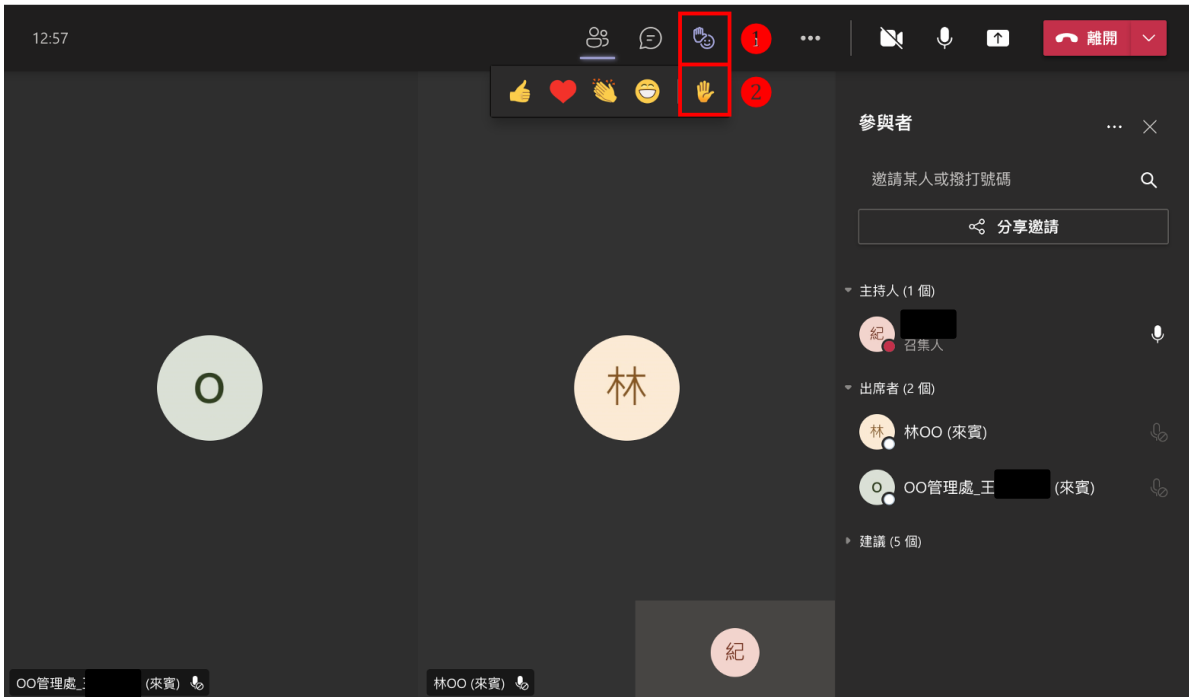 12:57
1
離開
2
參與者
邀請某人或撥打號碼
分享邀請
主持人 (1 個)
紀
召集人
出席者 (2 個)
林
林OO (來賓)
O
OO管理處_王 (來賓)
建議 (5 個)
O
林
紀
OO管理處_ (來賓)
林OO (來賓)